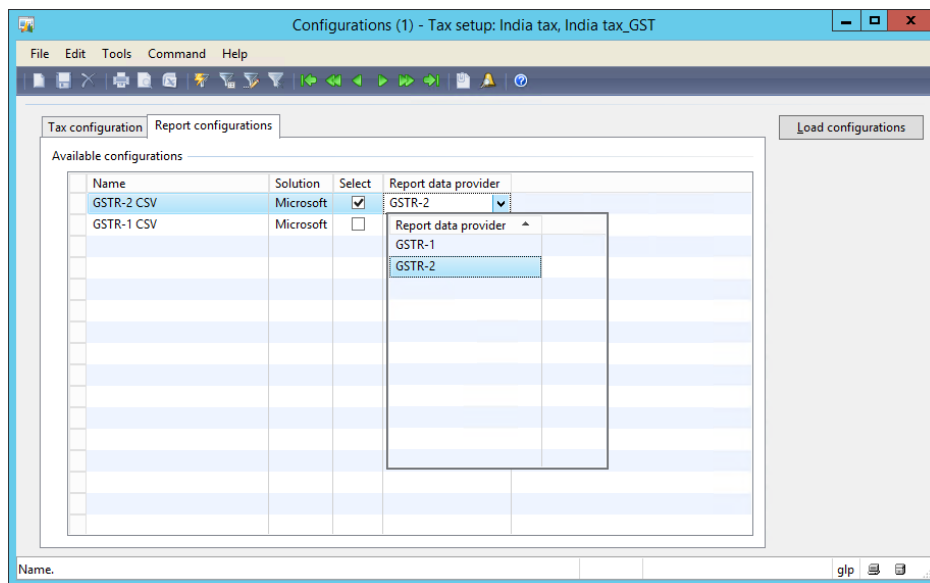 Configurations (1) - Tax setup: India tax, India tax_GST
File Edit Tools Command Help
Tax configuration Report configurations
Load configurations
Available configurations
Name Solution Select Report data provider
GSTR-2 CSV Microsoft GSTR-2
GSTR-1 CSV Microsoft Report data provider
GSTR-1
GSTR-2
Name. glp